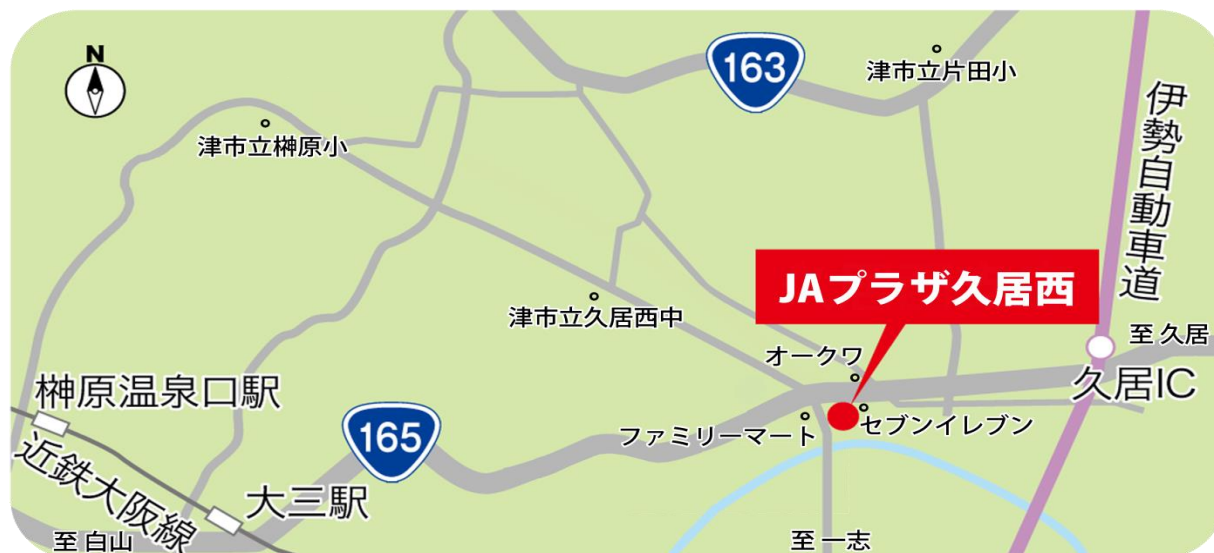 N
163
津市立片田小
伊勢自動車道
津市立榊原小
JAプラザ久居西
津市立久居西中
至 久居
オークワ
久居IC
榊原温泉口駅
165
ファミリーマート
セブンイレブン
近鉄大阪線
大三駅
至 白山
至 一志